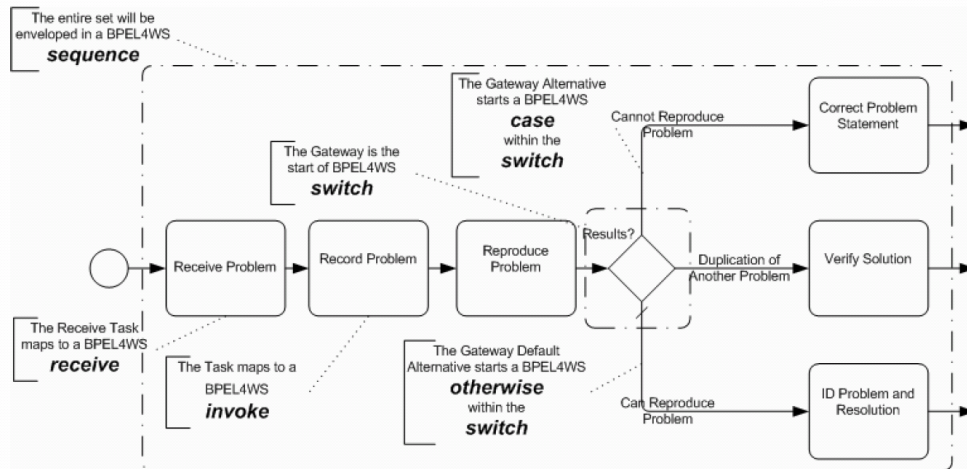 The entire set will be
enveloped in a BPEL4WS
sequence
The Gateway Alternative
starts a BPEL4WS
case
within the
switch
Cannot Reproduce
Problem
Correct Problem
Statement
The Gateway is the
start of BPEL4WS
switch
Receive Problem
Record Problem
Reproduce
Problem
Results?
Duplication of
Another Problem
Verify Solution
The Receive Task
maps to a BPEL4WS
receive
The Task maps to a
BPEL4WS
invoke
The Gateway Default
Alternative starts a BPEL4WS
otherwise
within the
switch
Can Reproduce
Problem
ID Problem and
Resolution